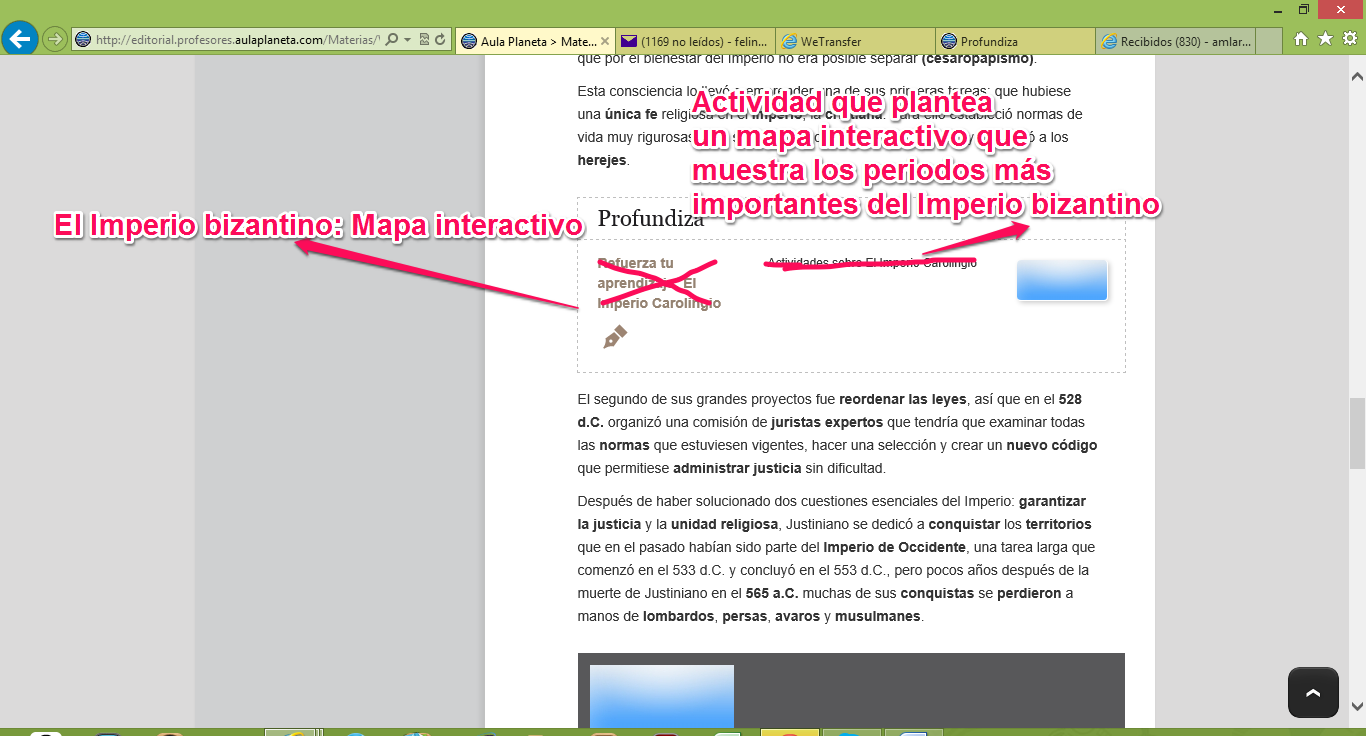 http://editorial.profesores.aulaplaneta.com/Materias/
Aula Planeta > Mate...
(1169 no leídos) - felin...
WeTransfer
Profundiza
Recibidos (830) - amlar...
que por el bienestar del Imperio no era posible separar (cesaropapismo).
Esta consciencia lo llevó a emprender una de sus primeras tareas: que hubiese
una única fe religiosa en el Imperio, la cristiana. Para ello estableció normas de
vida muy rigurosas
y
ó a los
herejes.
Actividad que plantea
un mapa interactivo que
muestra los periodos más
importantes del Imperio bizantino
El Imperio bizantino: Mapa interactivo
Profundiza
Refuerza tu
aprendizaje: El
Imperio Carolingio
Actividades sobre El Imperio Carolingio
El segundo de sus grandes proyectos fue reordenar las leyes, así que en el 528
d.C. organizó una comisión de juristas expertos que tendría que examinar todas
las normas que estuviesen vigentes, hacer una selección y crear un nuevo código
que permitiese administrar justicia sin dificultad.
Después de haber solucionado dos cuestiones esenciales del Imperio: garantizar
la justicia y la unidad religiosa, Justiniano se dedicó a conquistar los territorios
que en el pasado habían sido parte del Imperio de Occidente, una tarea larga que
comenzó en el 533 d.C. y concluyó en el 553 d.C., pero pocos años después de la
muerte de Justiniano en el 565 a.C. muchas de sus conquistas se perdieron a
manos de lombardos, persas, avaros y musulmanes.